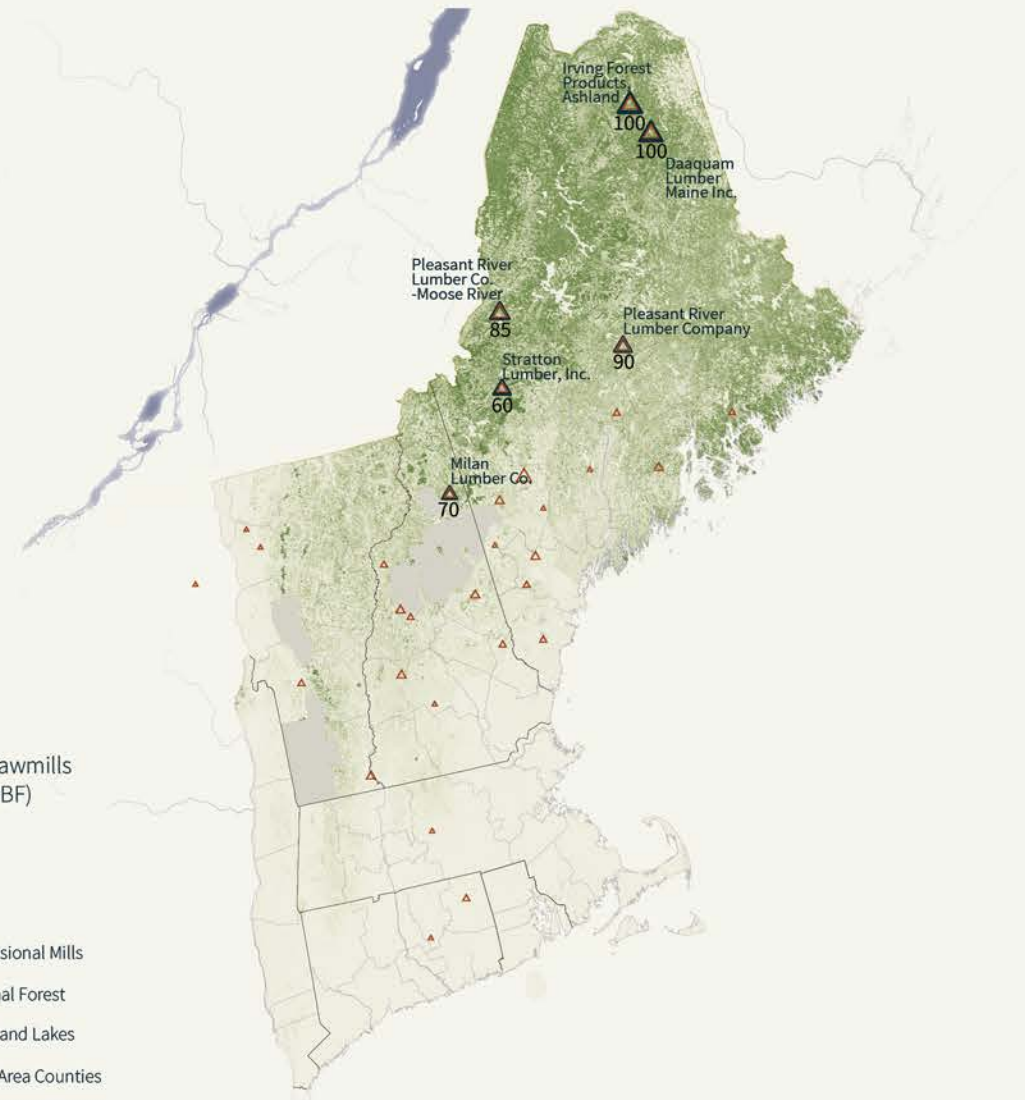 Irving Forest
Products,
Ashland
100
100
Daaquam
Lumber
Maine Inc.
Pleasant River
Lumber Co.
-Moose River
85
Pleasant River
Lumber Company
90
Stratton
Lumber, Inc.
60
Milan
Lumber Co.
70
awmills
BF)
sional Mills
al Forest
and Lakes
Area Counties